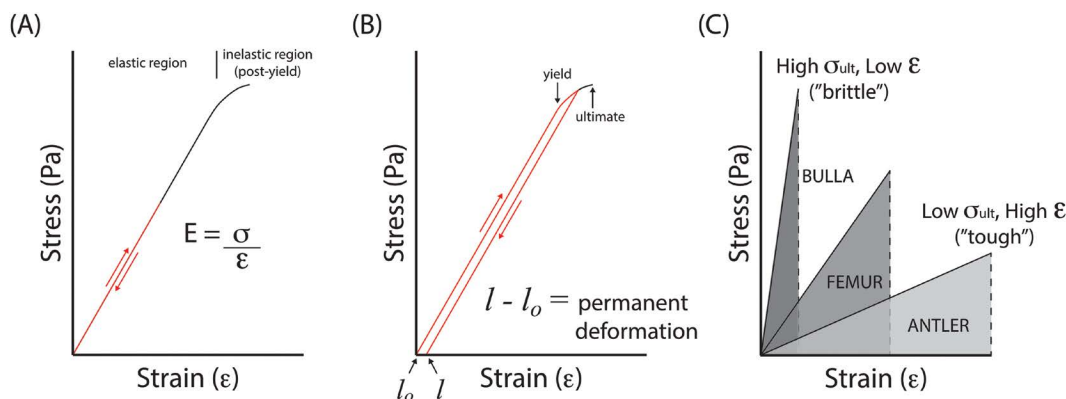 (A)
elastic region
inelastic region
(post-yield)
E = σ
ε
Stress (Pa)
Strain (ε)
(B)
yield
ultimate
l - lₒ = permanent
deformation
Stress (Pa)
lₒ l
Strain (ε)
(C)
High σult, Low ε
("brittle")
BULLA
Low σult, High ε
("tough")
FEMUR
ANTLER
Stress (Pa)
Strain (ε)